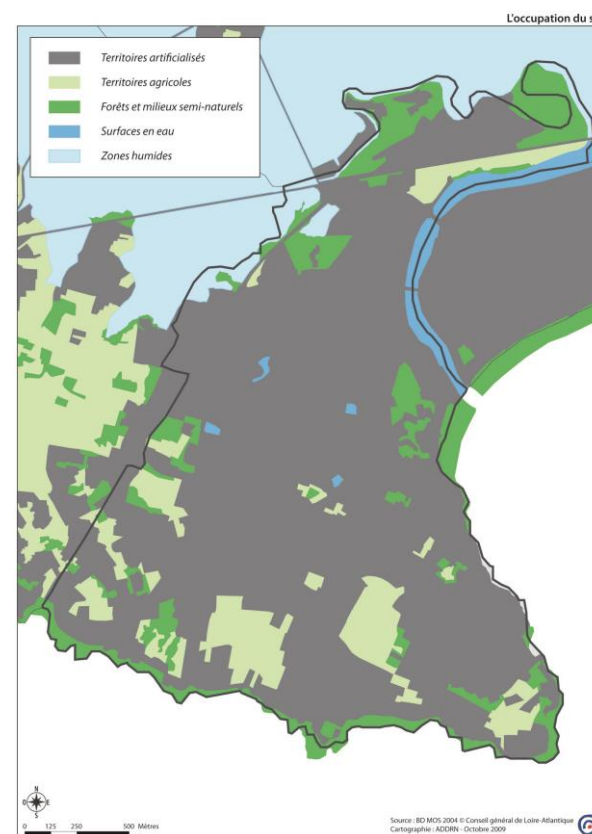 L'occupation du s
Territoires artificialisés
Territoires agricoles
Forêts et milieux semi-naturels
Surfaces en eau
Zones humides
N
O E
S
0 125 250 500 Mètres
Source : BD MOS 2004 © Conseil général de Loire-Atlantique
Cartographie : ADDRN - Octobre 2009